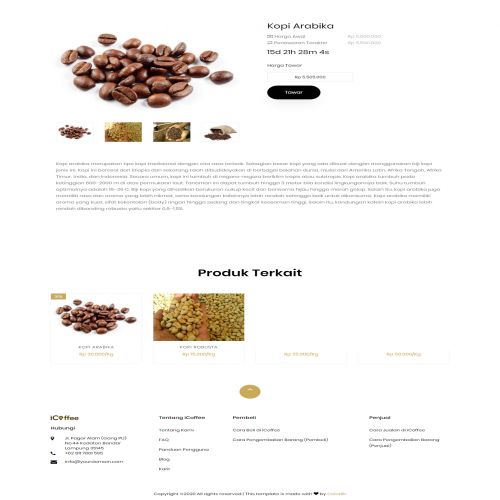 Kopi Arabika
Harga Awal Rp 3.000.000
Penawaran Terakhir Rp 5.500.000
15d 21h 28m 4s
Harga Tawar
Rp 5,500,000
Tawar
Kopi arabika merupakan tipe kopi tradisional dengan cita rasa terbaik. Sebagian besar kopi yang ada dibuat dengan menggunakan biji kopi
jenis ini. Kopi ini berasal dari Etiopia dan sekarang telah dibudidayakan di berbagai belahan dunia, mulai dari Amerika Latin, Afrika Tengah, Afrika
Timur, India, dan Indonesia. Secara umum, kopi ini tumbuh di negara-negara beriklim tropis atau subtropis. Kopi arabika tumbuh pada
ketinggian 600-2000 m di atas permukaan laut. Tanaman ini dapat tumbuh hingga 3 meter bila kondisi lingkungannya baik. Suhu tumbuh
optimalnya adalah 18-26 C. Biji kopi yang dihasilkan berukuran cukup kecil dan berwarna hijau hingga merah gelap. Selain itu, kopi arabika juga
memiliki rasa dan aroma yang lebih nikmat, serta kandungan kafeinnya lebih rendah sehingga baik untuk dikonsumsi. Kopi arabika memiliki
aroma yang kuat, sifat kekentalan (body) ringan hingga sedang dan tingkat keasaman tinggi. Selain itu, kandungan kafein kopi arabika lebih
rendah dibanding robusta yaitu sekitar 0,8-1,5%.
Produk Terkait
KOPI ARABIKA
Rp 30.000/Kg
KOPI ROBUSTA
Rp 15.000/Kg
Rp 25.000/Kg
Rp 50.000/Kg
iCoffee
Hubungi
Jl. Pagar Alam (Gang PU)
No.44 Kedaton Bandar
Lampung 35145
+62 89 7861 595
info@yourdomain.com
Tentang iCoffee
Tentang Kami
FAQ
Panduan Pengguna
Blog
Karir
Pembeli
Cara Beli di iCoffee
Cara Pengembalian Barang (Pembeli)
Penjual
Cara Jualan di iCoffee
Cara Pengembalian Barang
(Penjual)
Copyright ©2020 All rights reserved | This template is made with ❤ by Colorlib